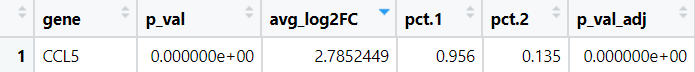 gene p_val avg_log2FC pct.1 pct.2 p_val_adj
1 CCL5 0.000000e+00 2.7852449 0.956 0.135 0.000000e+00